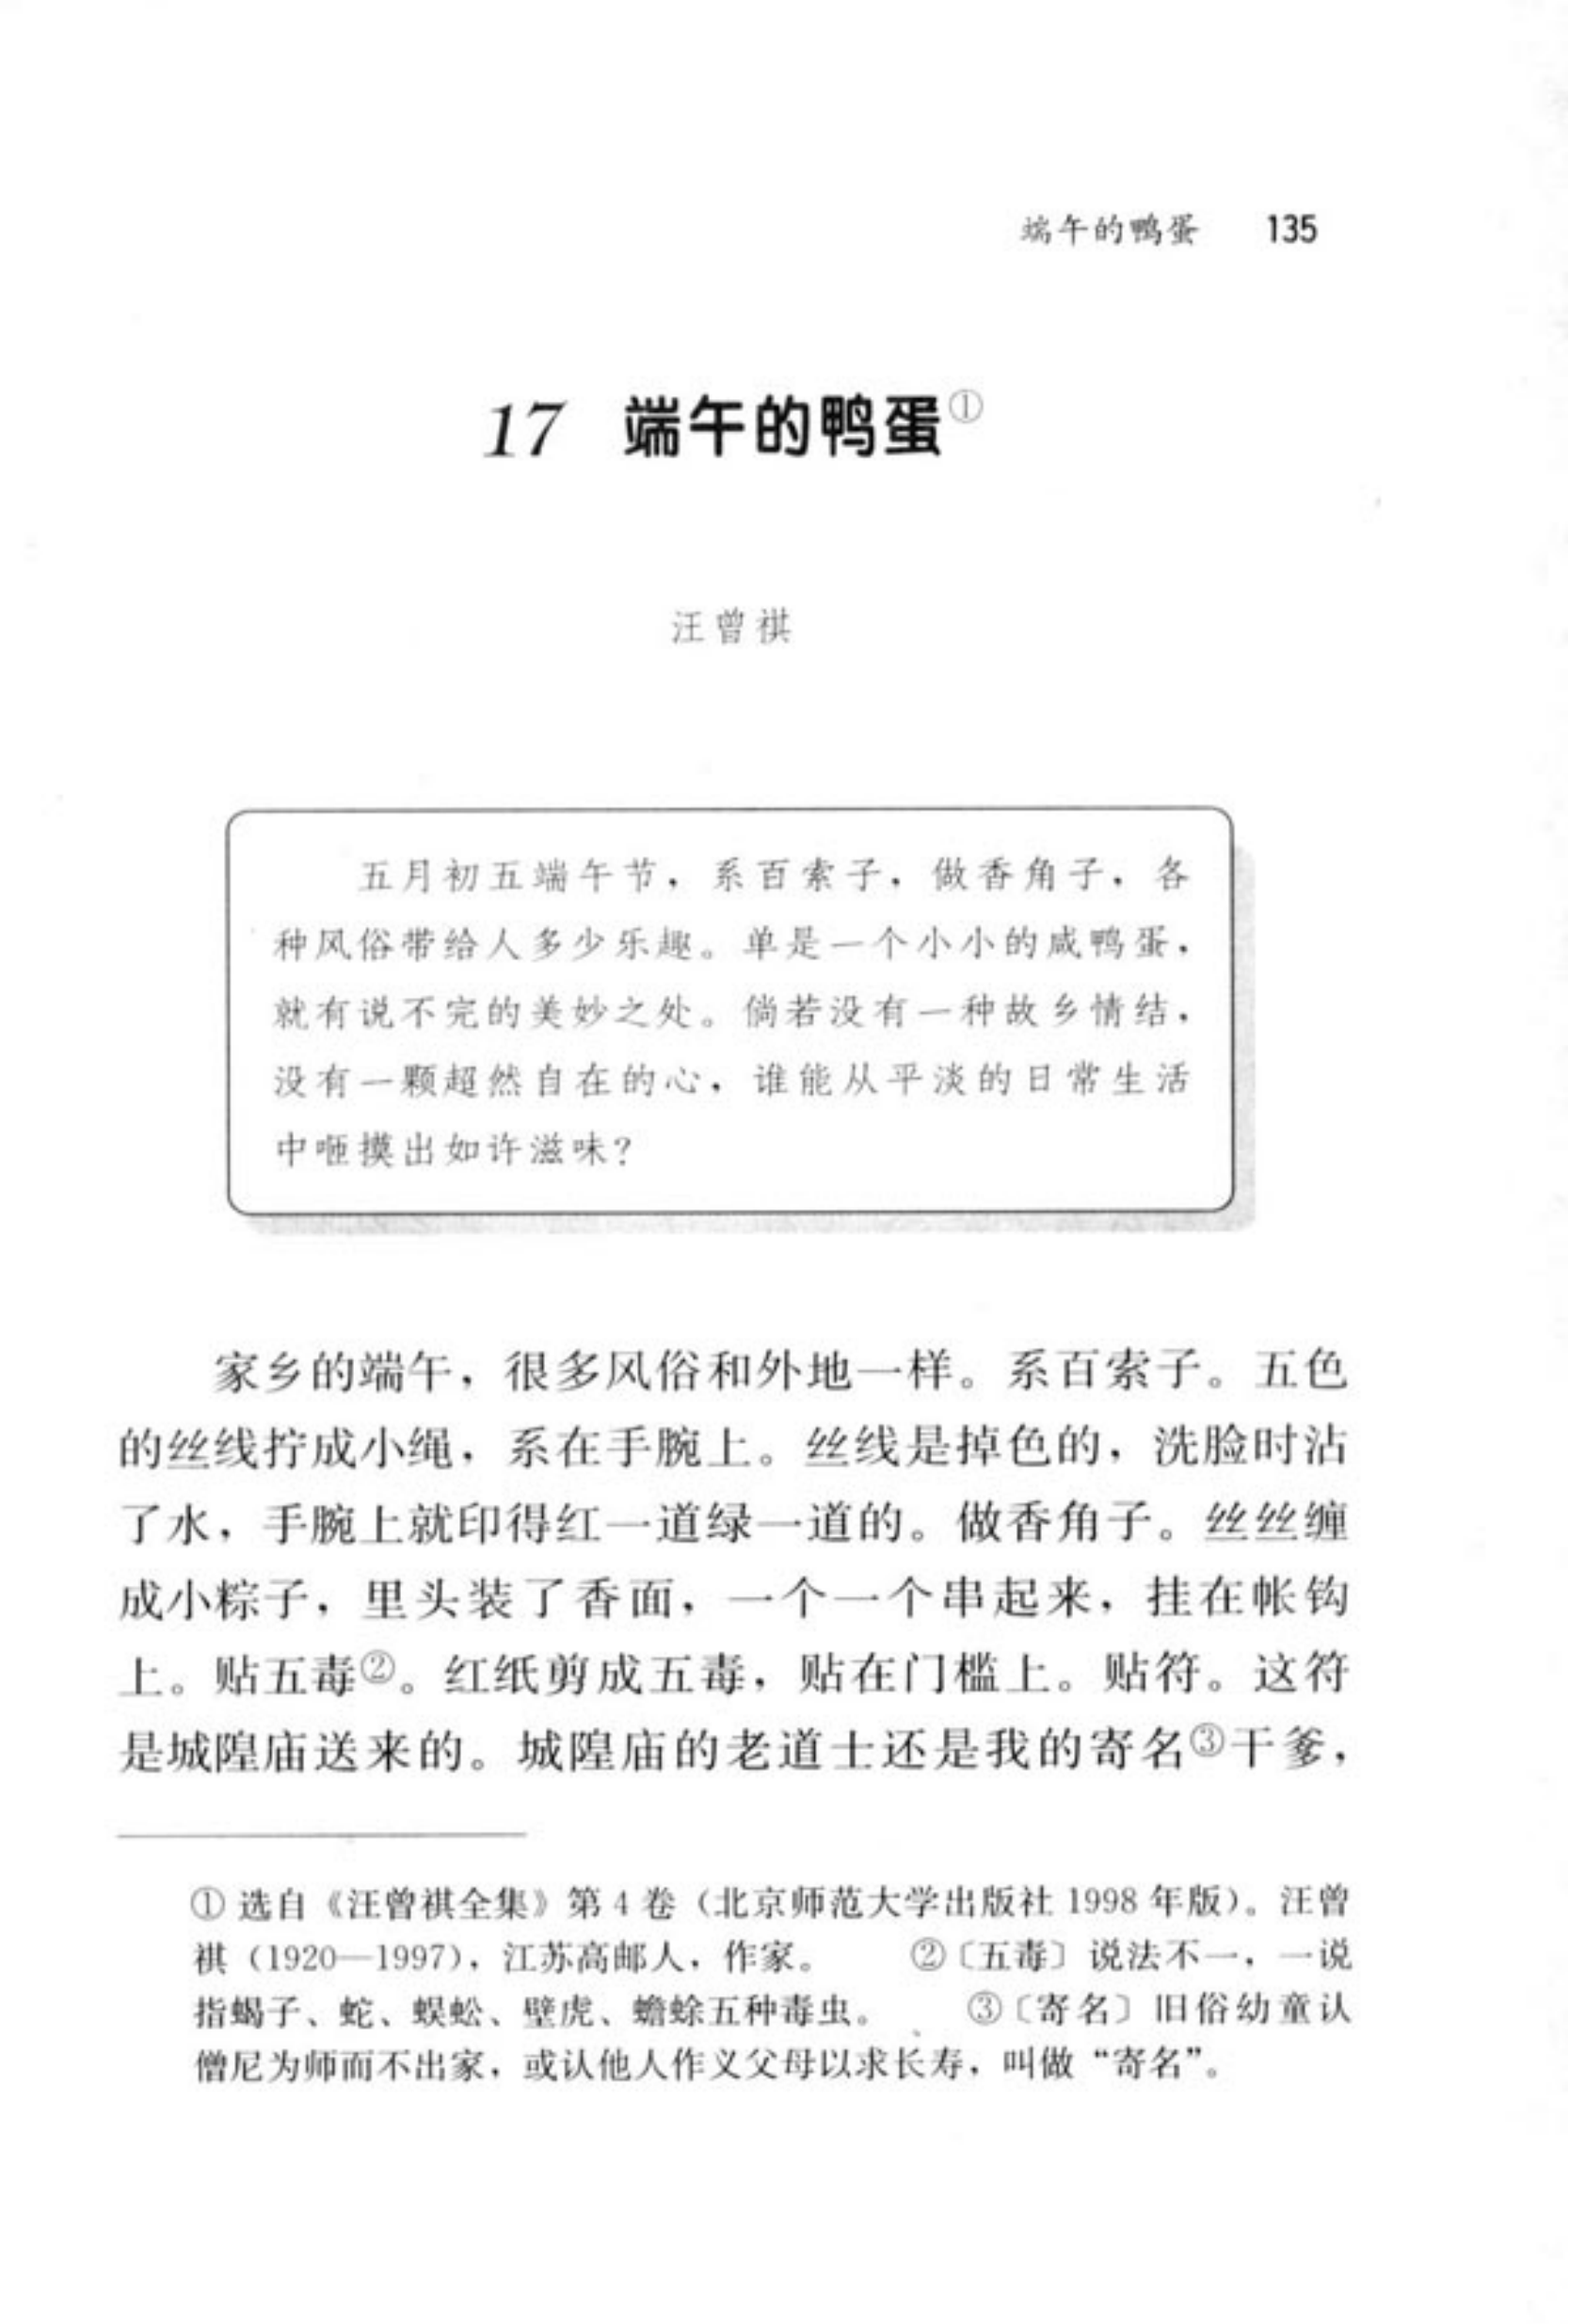 端午的鸭蛋 135
17 端午的鸭蛋①
汪曾祺
五月初五端午节，系百索子，做香角子，各
种风俗带给人多少乐趣。单是一个小小的咸鸭蛋，
就有说不完的美妙之处。倘若没有一种故乡情结，
没有一颗超然自在的心，谁能从平淡的日常生活
中咂摸出如许滋味？
家乡的端午，很多风俗和外地一样。系百索子。五色
的丝线拧成小绳，系在手腕上。丝线是掉色的，洗脸时沾
了水，手腕上就印得红一道绿一道的。做香角子。丝丝缠
成小粽子，里头装了香面，一个一个串起来，挂在帐钩
上。贴五毒②。红纸剪成五毒，贴在门槛上。贴符。这符
是城隍庙送来的。城隍庙的老道士还是我的寄名③干爹，
① 选自《汪曾祺全集》第 4 卷（北京师范大学出版社 1998 年版）。汪曾
祺（1920—1997），江苏高邮人，作家。 ②〔五毒〕说法不一，一说
指蝎子、蛇、蜈蚣、壁虎、蟾蜍五种毒虫。 ③〔寄名〕旧俗幼童认
僧尼为师而不出家，或认他人作义父母以求长寿，叫做“寄名”。